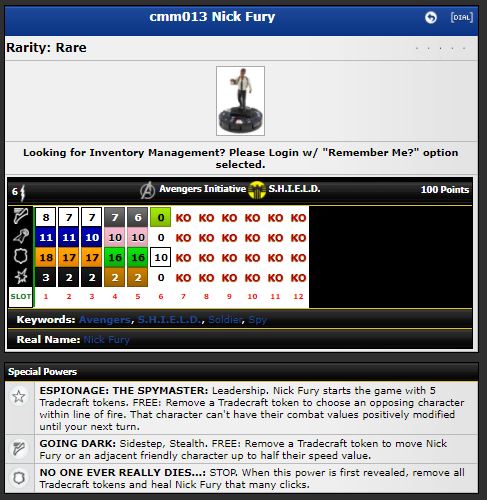 cmm013 Nick Fury
[DIAL]
Rarity: Rare
Looking for Inventory Management? Please Login w/ "Remember Me?" option
selected.
6 Avengers Initiative S.H.I.E.L.D. 100 Points
8 7 7 7 6 0 KO KO KO KO KO KO
11 11 10 10 10 0 KO KO KO KO KO KO
18 17 17 16 16 10 KO KO KO KO KO KO
3 2 2 2 2 0 KO KO KO KO KO KO
SLOT 1 2 3 4 5 6 7 8 9 10 11 12
Keywords: Avengers, S.H.I.E.L.D., Soldier, Spy
Real Name: Nick Fury
Special Powers
ESPIONAGE: THE SPYMASTER: Leadership. Nick Fury starts the game with 5
Tradecraft tokens. FREE: Remove a Tradecraft token to choose an opposing character
within line of fire. That character can't have their combat values positively modified
until your next turn.
GOING DARK: Sidestep, Stealth. FREE: Remove a Tradecraft token to move Nick
Fury or an adjacent friendly character up to half their speed value.
NO ONE EVER REALLY DIES...: STOP. When this power is first revealed, remove all
Tradecraft tokens and heal Nick Fury that many clicks.